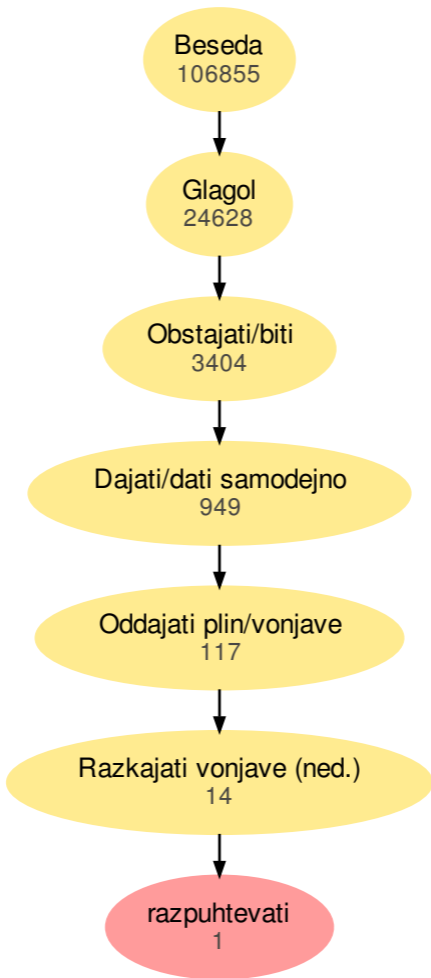 Beseda
106855
Glagol
24628
Obstajati/biti
3404
Dajati/dati samodejno
949
Oddajati plin/vonjave
117
Razkajati vonjave (ned.)
14
razpuhtevati
1